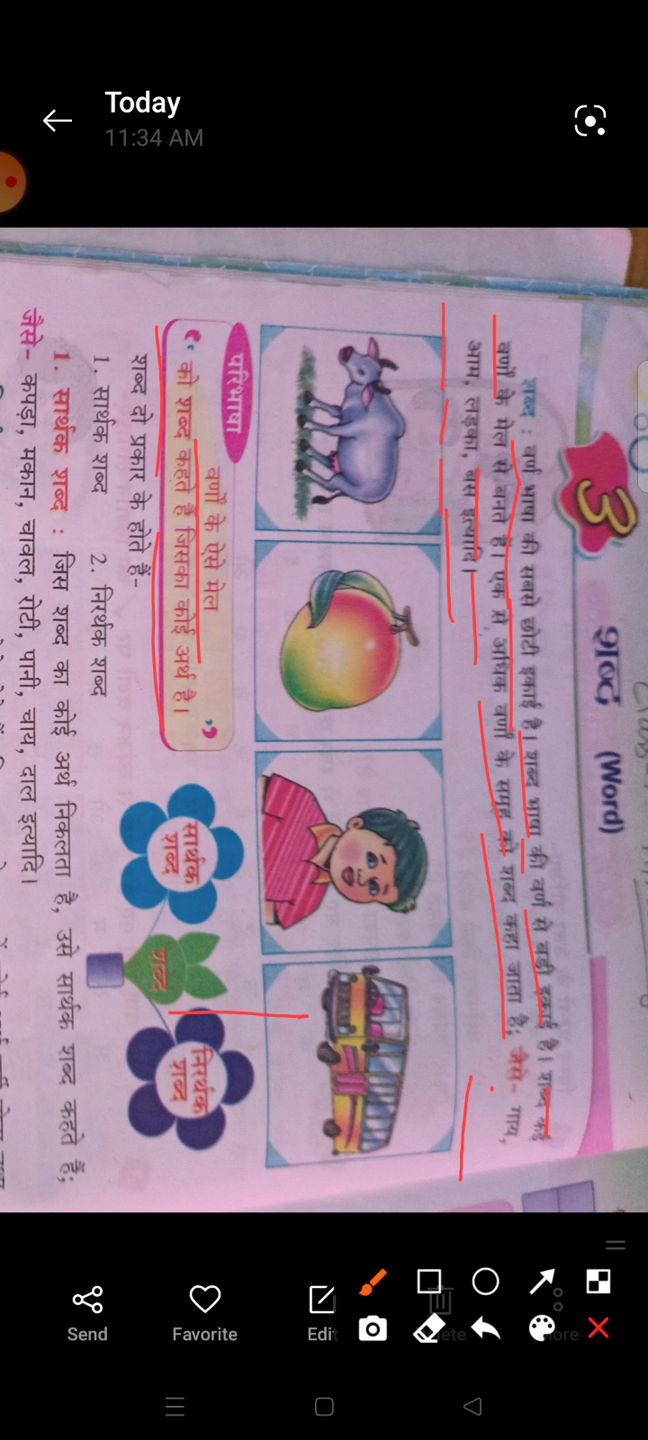 Today
11:34 AM
3
शब्द (Word)
शब्द : वर्ण भाषा की सबसे छोटी इकाई है। शब्द भाषा की वर्ण से बड़ी इकाई है। शब्द कई
वर्णों के मेल से बनते हैं। एक से अधिक वर्णों के समूह को शब्द कहा जाता है; जैसे- गाय,
आम, लड़का, बस इत्यादि।
परिभाषा
वर्णों के ऐसे मेल
को शब्द कहते हैं जिसका कोई अर्थ है।
शब्द दो प्रकार के होते हैं-
1. सार्थक शब्द 2. निरर्थक शब्द
सार्थक
शब्द
शब्द
निरर्थक
शब्द
1. सार्थक शब्द : जिस शब्द का कोई अर्थ निकलता है, उसे सार्थक शब्द कहते हैं;
जैसे- कपड़ा, मकान, चावल, रोटी, पानी, चाय, दाल इत्यादि।
Send
Favorite
Edit